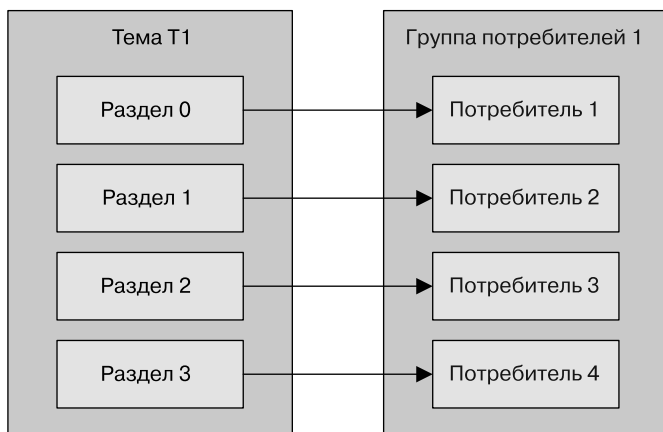 Тема T1
Группа потребителей 1
Раздел 0
Потребитель 1
Раздел 1
Потребитель 2
Раздел 2
Потребитель 3
Раздел 3
Потребитель 4